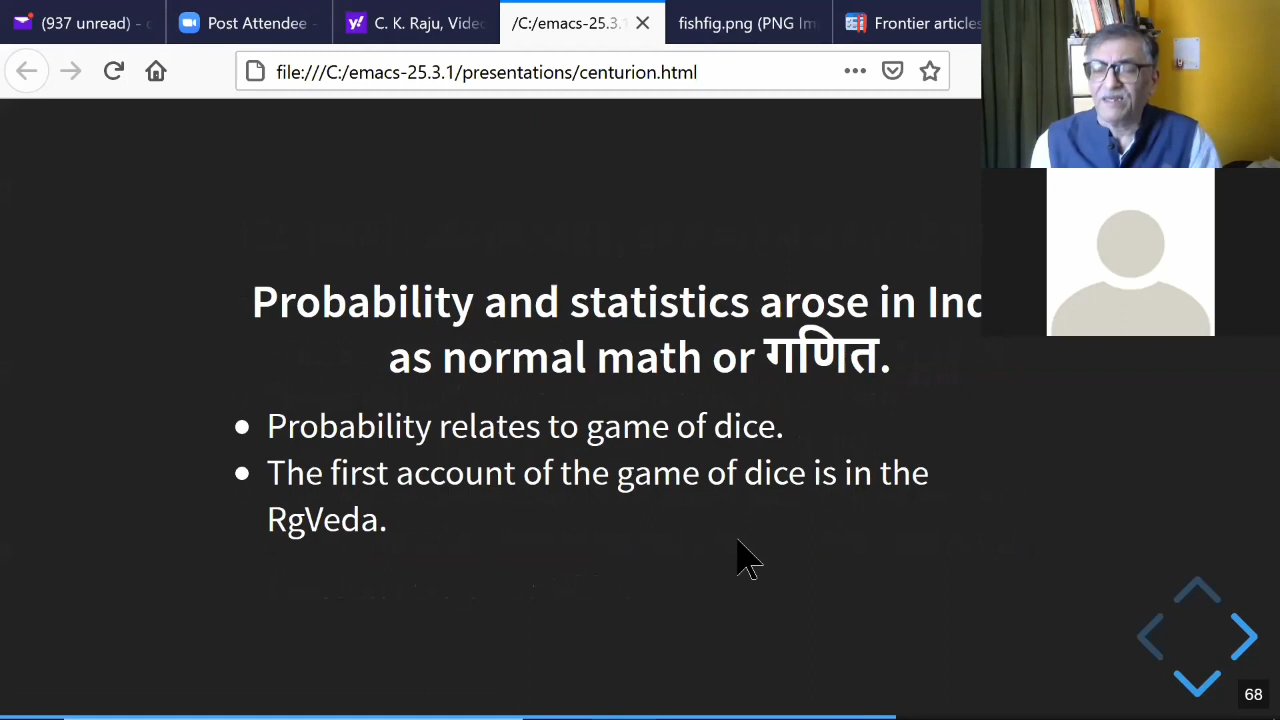 (937 unread) - c
Post Attendee -
C. K. Raju, Vide
/C:/emacs-25.3.1
fishfig.png (PNG Im
Frontier articles
file:///C:/emacs-25.3.1/presentations/centurion.html
Probability and statistics arose in Ind
as normal math or गणित.
• Probability relates to game of dice.
• The first account of the game of dice is in the
RgVeda.
68